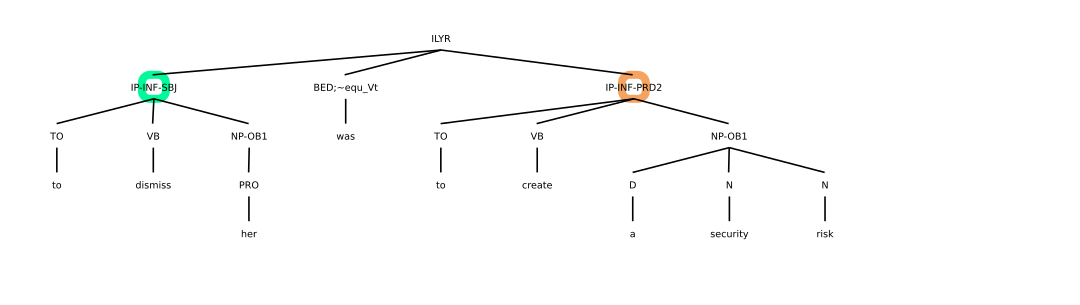 ILYR
IP-INF-SBJ BED;~equ_Vt IP-INF-PRD2
TO VB NP-OB1 was TO VB NP-OB1
to dismiss PRO to create D N N
her a security risk